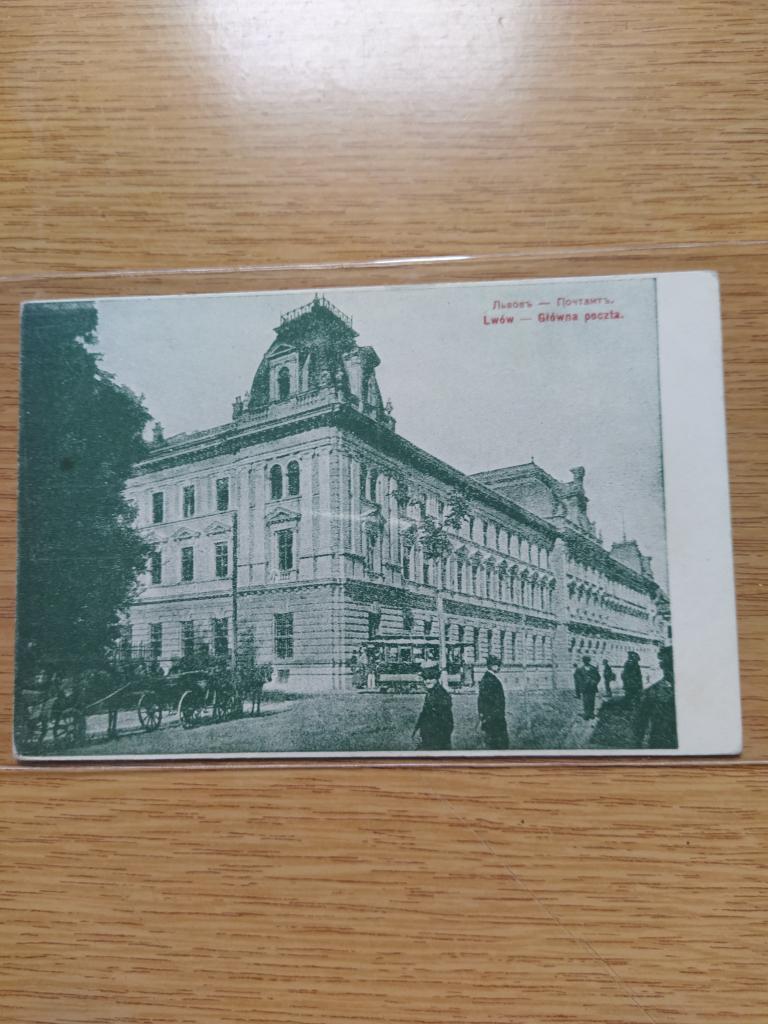 Львовъ — Почтамтъ.
Lwów — Główna poczta.